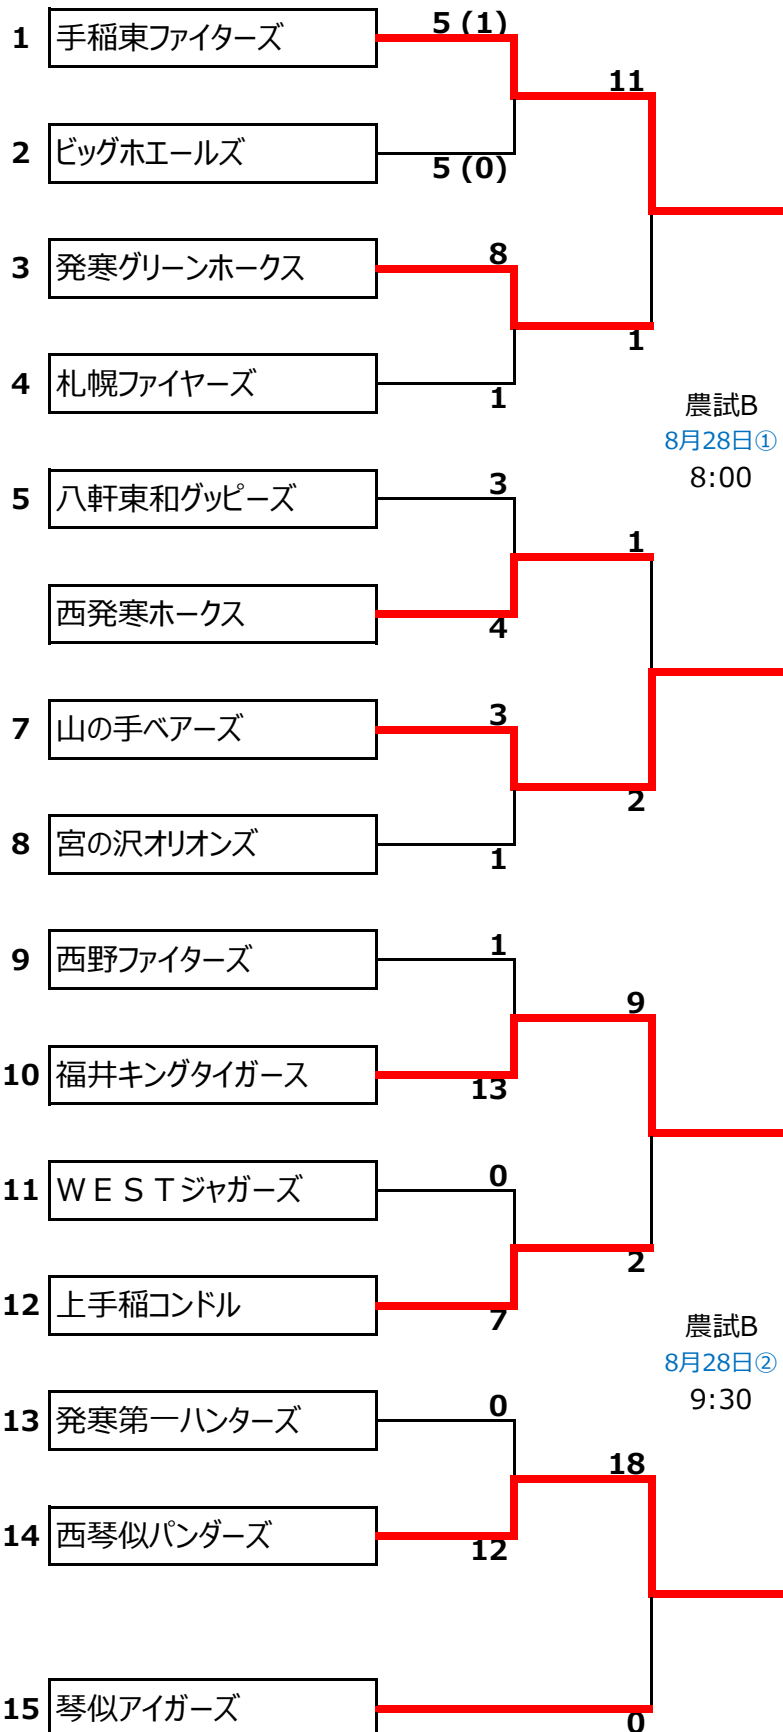 5 (1)
1 手稲東ファイターズ
11
2 ビッグホエールズ
5 (0)
8
3 発寒グリーンホークス
1
4 札幌ファイヤーズ
1
農試B
8月28日①
8:00
3
5 八軒東和グッピーズ
1
西発寒ホークス
4
3
7 山の手ベアーズ
2
8 宮の沢オリオンズ
1
1
9 西野ファイターズ
9
10 福井キングタイガース
13
0
11 ＷＥＳＴジャガーズ
2
12 上手稲コンドル
7
農試B
8月28日②
9:30
0
13 発寒第一ハンターズ
18
14 西琴似パンダーズ
12
15 琴似アイガーズ
0